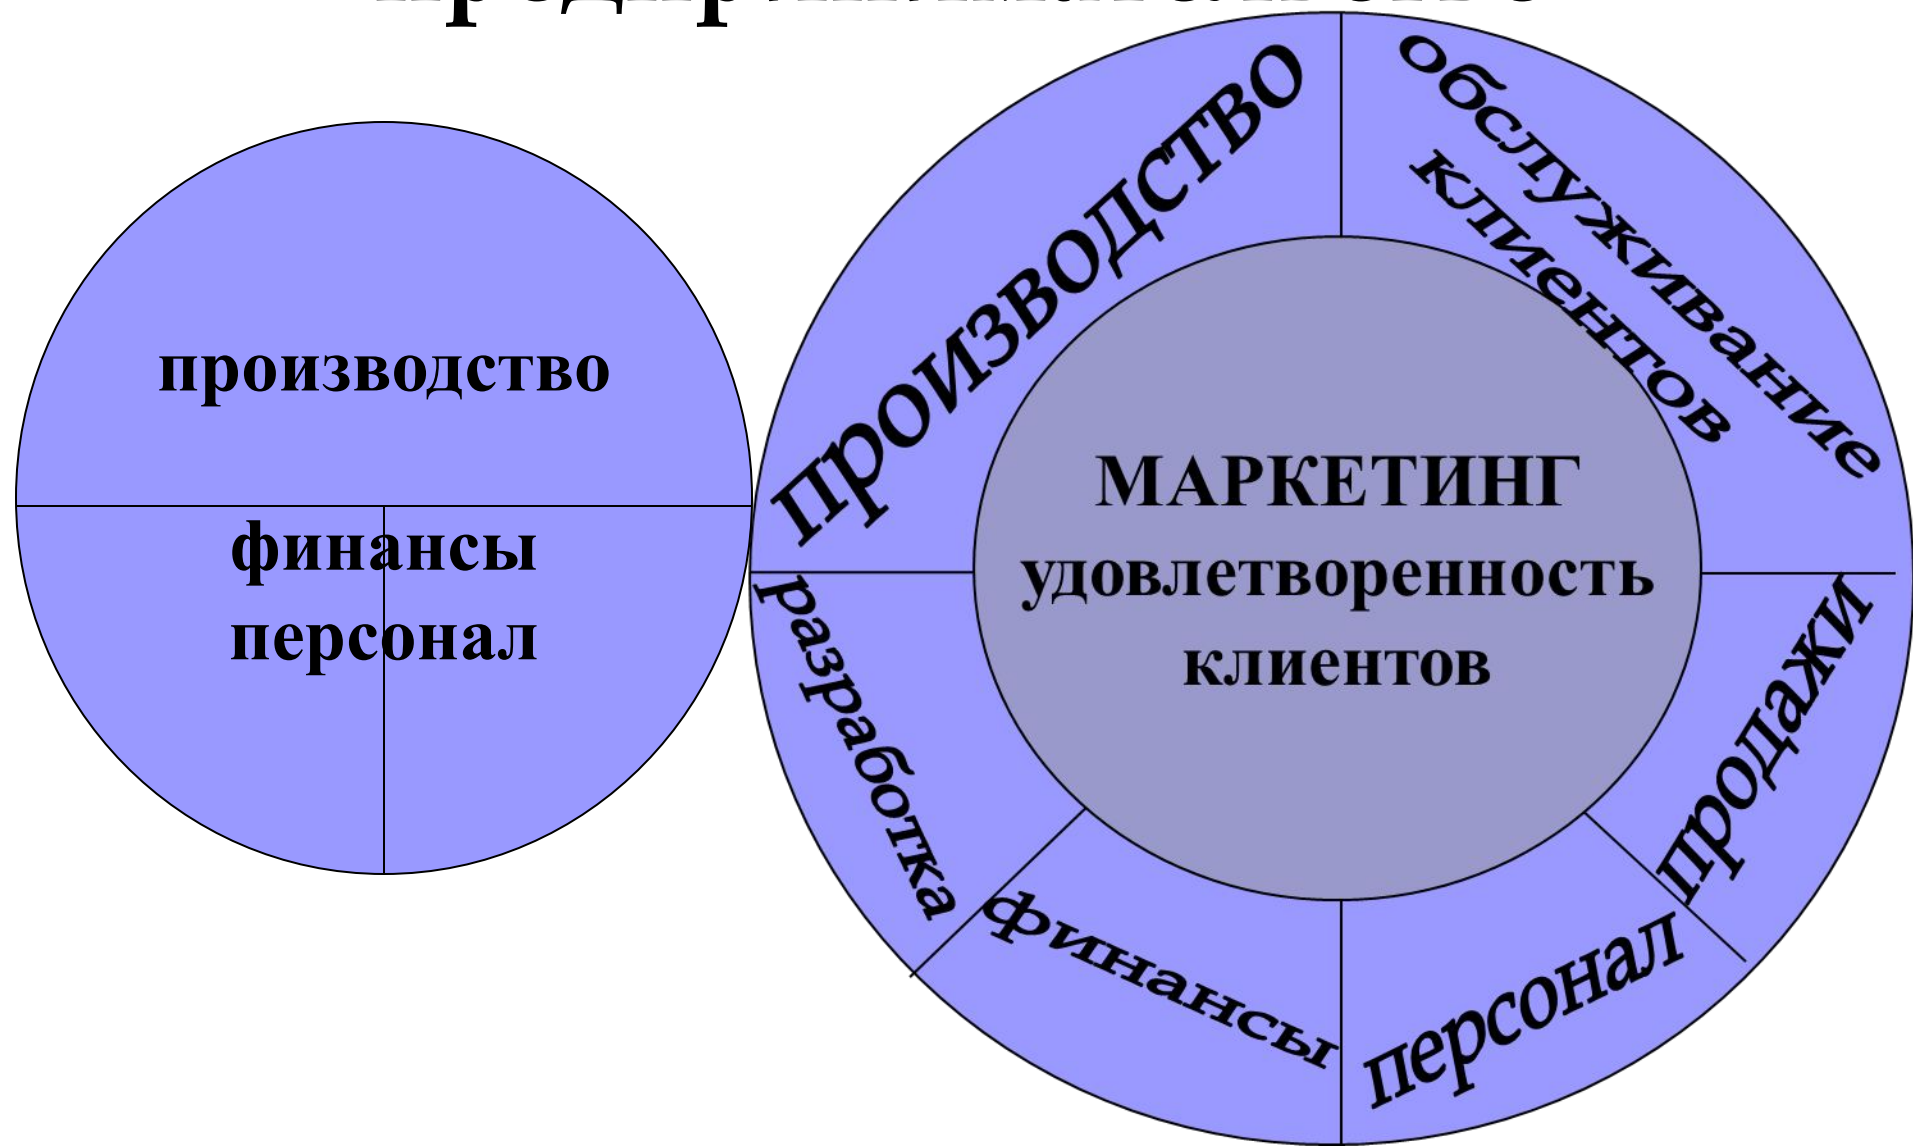 производство
финансы
персонал
производство
обслуживание
клиентов
МАРКЕТИНГ
удовлетворенность
клиентов
разработка
продажи
финансы
персонал